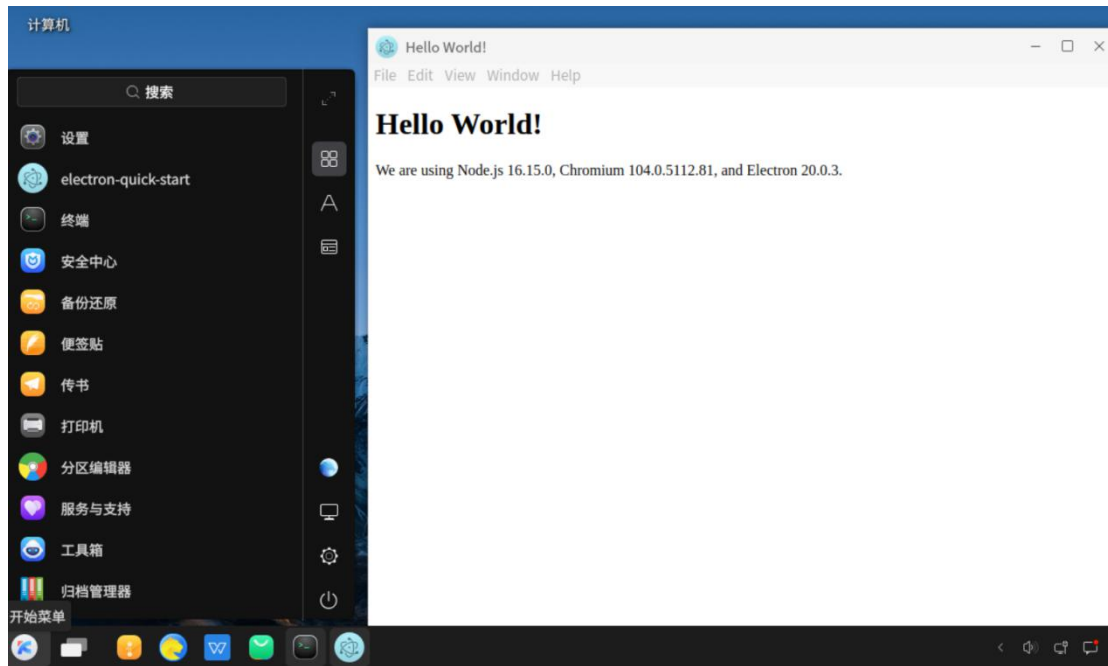 计算机
搜索
设置
electron-quick-start
终端
安全中心
备份还原
便签贴
传书
打印机
分区编辑器
服务与支持
工具箱
归档管理器
开始菜单
Hello World!
File Edit View Window Help
Hello World!
We are using Node.js 16.15.0, Chromium 104.0.5112.81, and Electron 20.0.3.